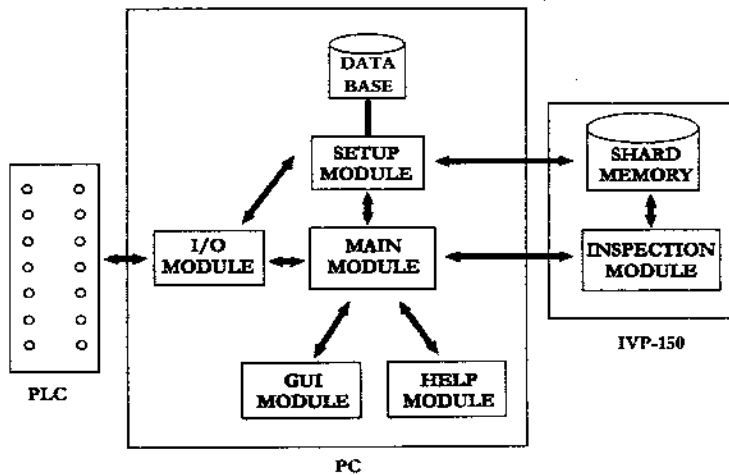 DATA
BASE
SETUP
MODULE
SHARD
MEMORY
I/O
MODULE
MAIN
MODULE
INSPECTION
MODULE
IVP-150
GUI
MODULE
HELP
MODULE
PLC
PC